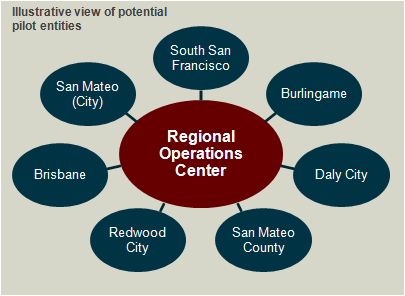 Illustrative view of potential
pilot entities
South San
Francisco
San Mateo
(City)
Burlingame
Regional
Operations
Center
Brisbane
Daly City
Redwood
City
San Mateo
County